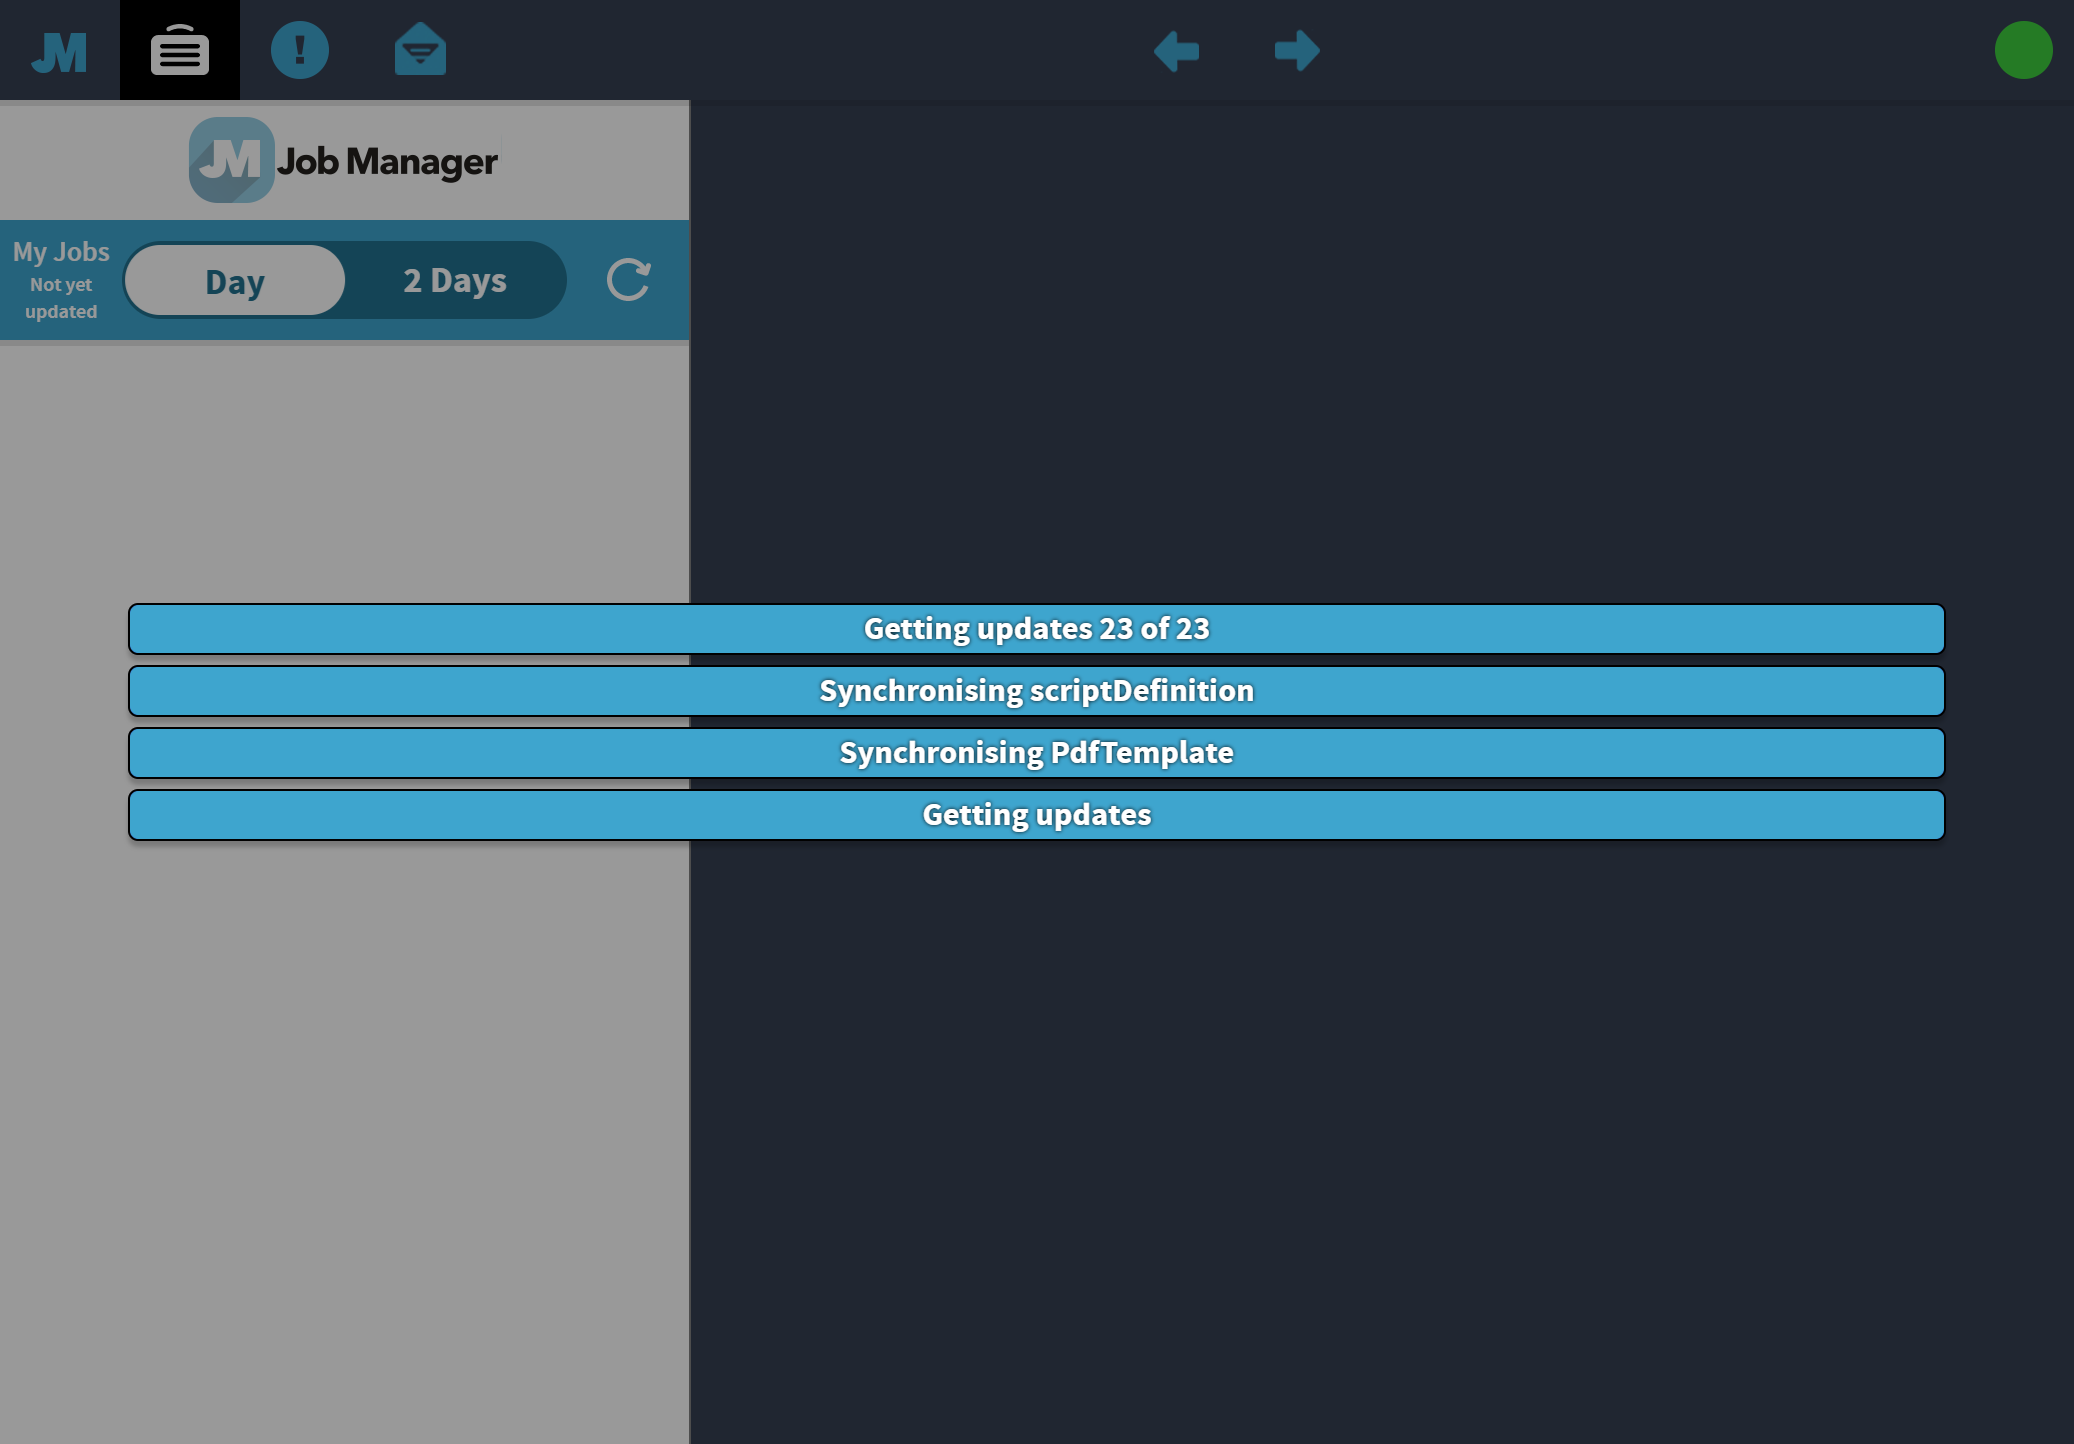 JM
!
JM Job Manager
My Jobs
Not yet
updated
Day
2 Days
Getting updates 23 of 23
Synchronising scriptDefinition
Synchronising PdfTemplate
Getting updates